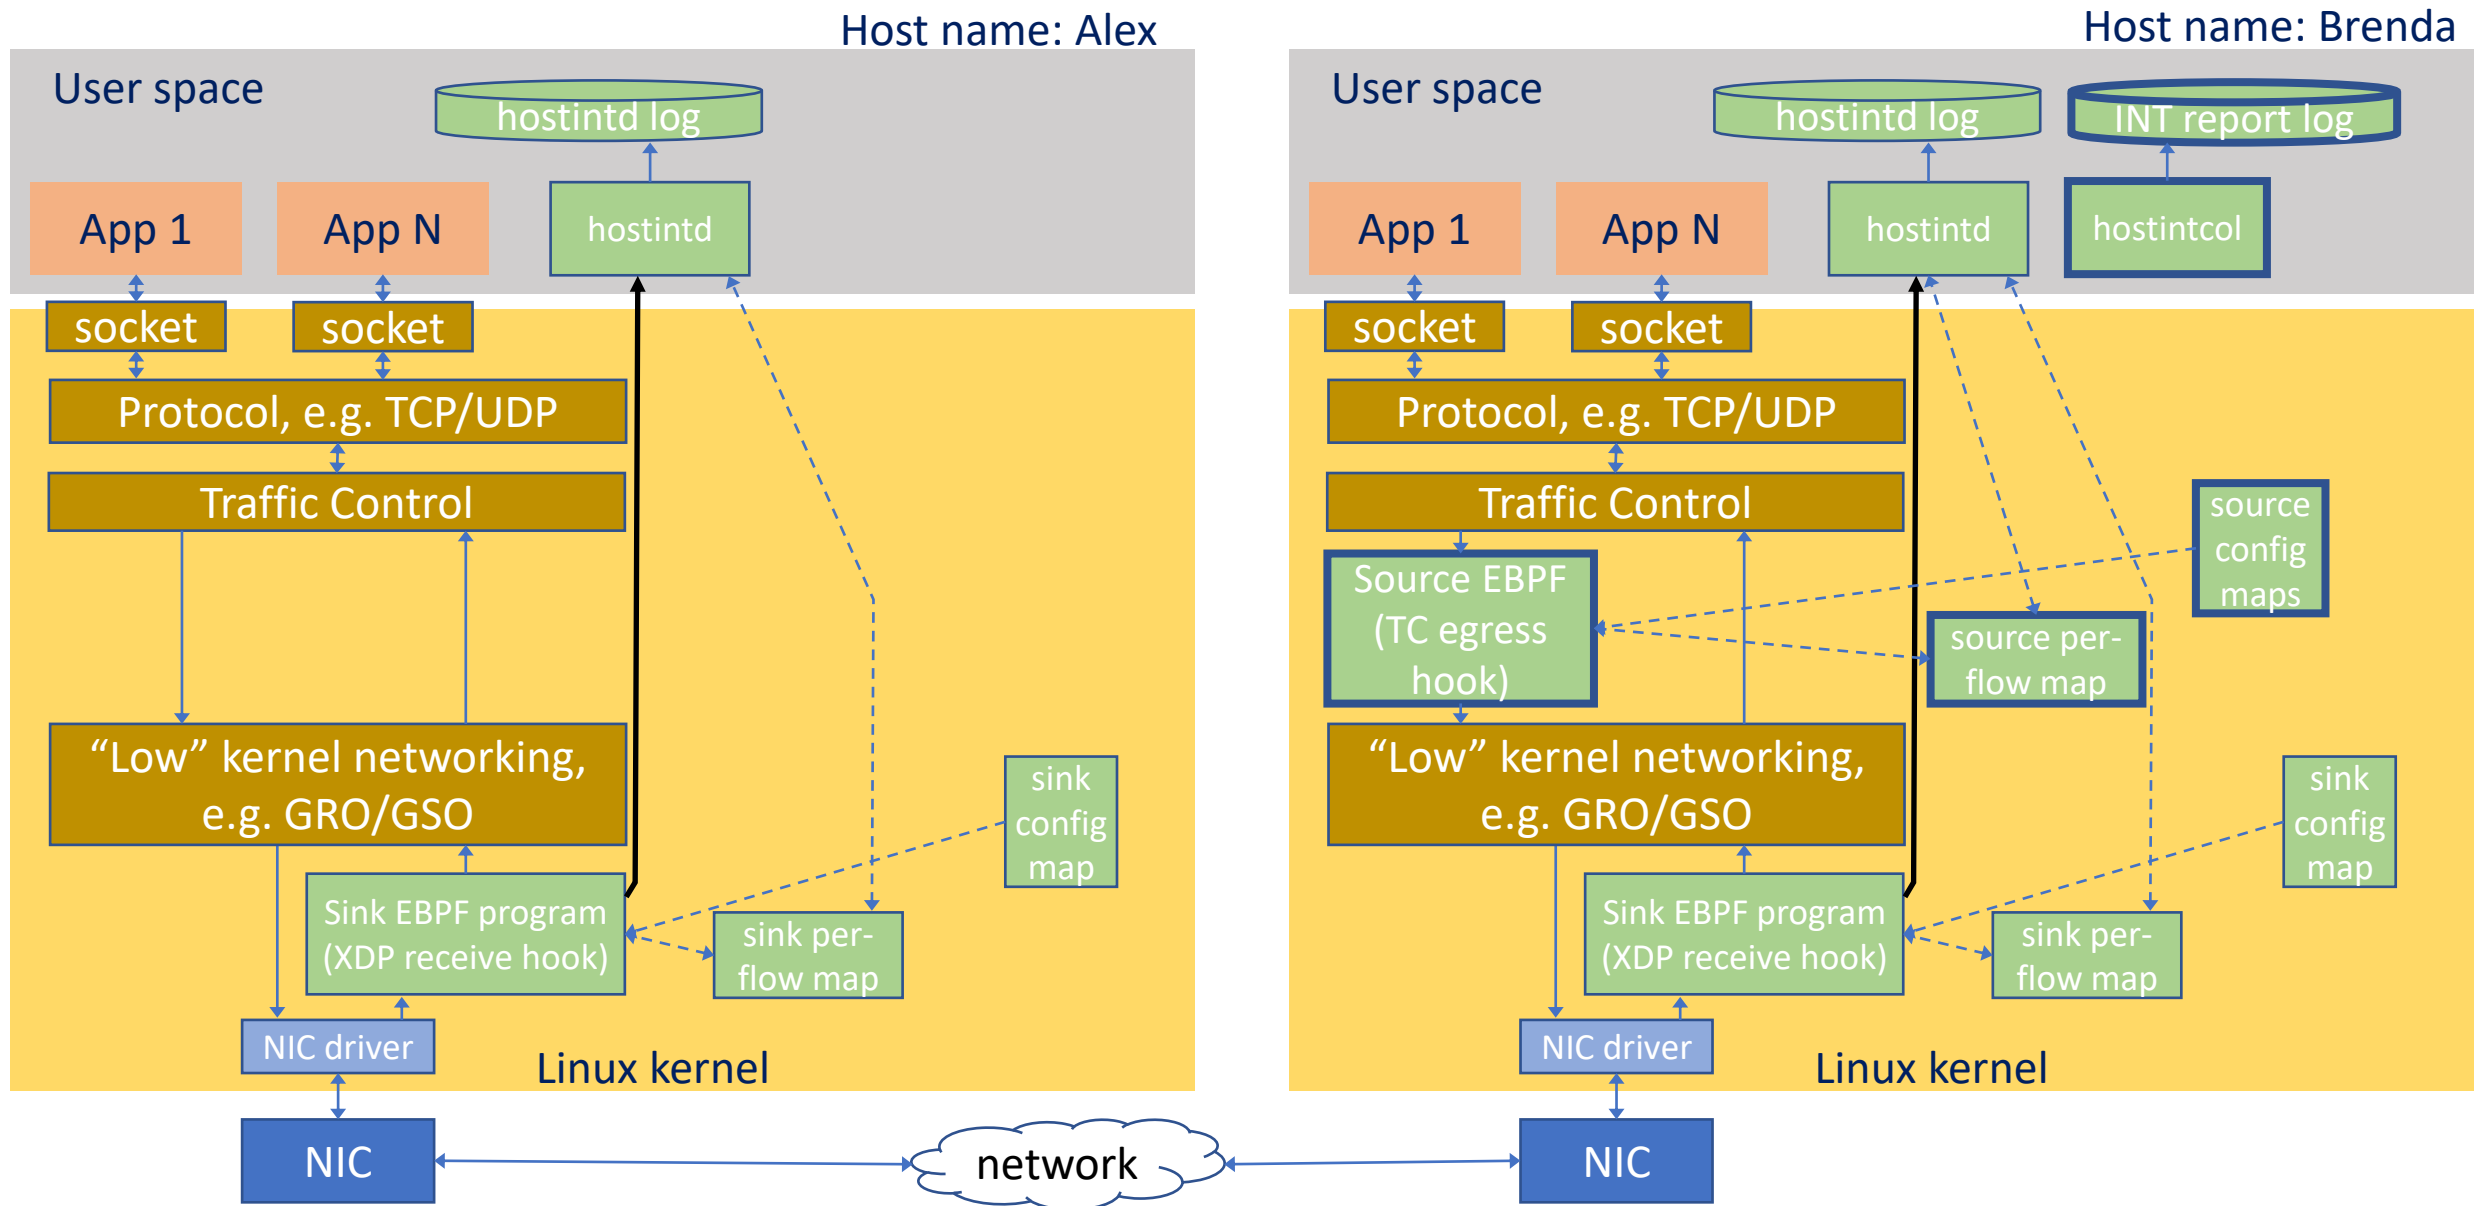 Host name: Alex
User space
hostintd log
App 1
App N
hostintd
socket
socket
Protocol, e.g. TCP/UDP
Traffic Control
“Low” kernel networking,
e.g. GRO/GSO
sink
config
map
Sink EBPF program
(XDP receive hook)
sink per-
flow map
NIC driver
Linux kernel
NIC
network
Host name: Brenda
User space
hostintd log
INT report log
App 1
App N
hostintd
hostintcol
socket
socket
Protocol, e.g. TCP/UDP
Traffic Control
source
config
maps
Source EBPF
(TC egress
hook)
source per-
flow map
“Low” kernel networking,
e.g. GRO/GSO
sink
config
map
Sink EBPF program
(XDP receive hook)
sink per-
flow map
NIC driver
Linux kernel
NIC